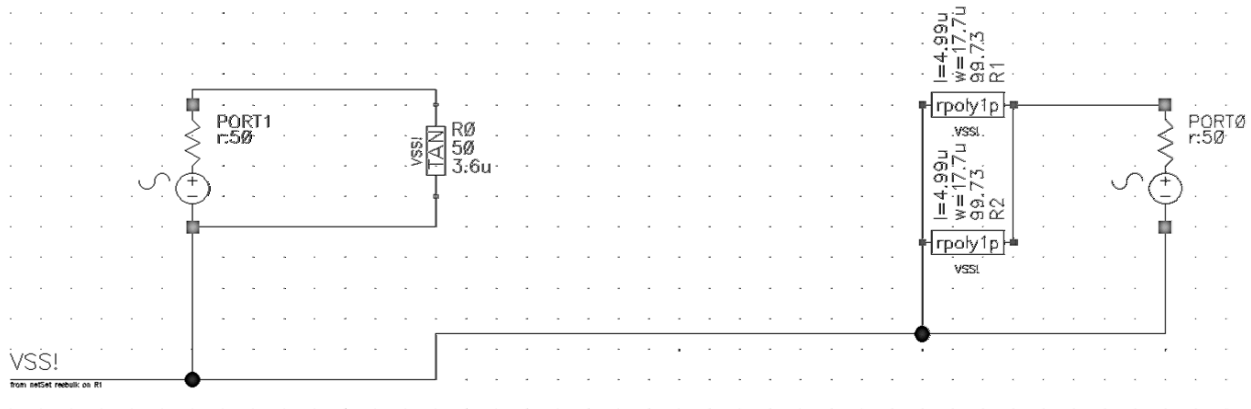 l=4.99u
w=17.7u
99.73
R1
rpoly1p
VSS!
PORT1
r:50
VSS!
TAN
R0
50
3.6u
PORT0
r:50
l=4.99u
w=17.7u
99.73
R2
rpoly1p
VSS!
VSS!
from netSet resbulk on R1